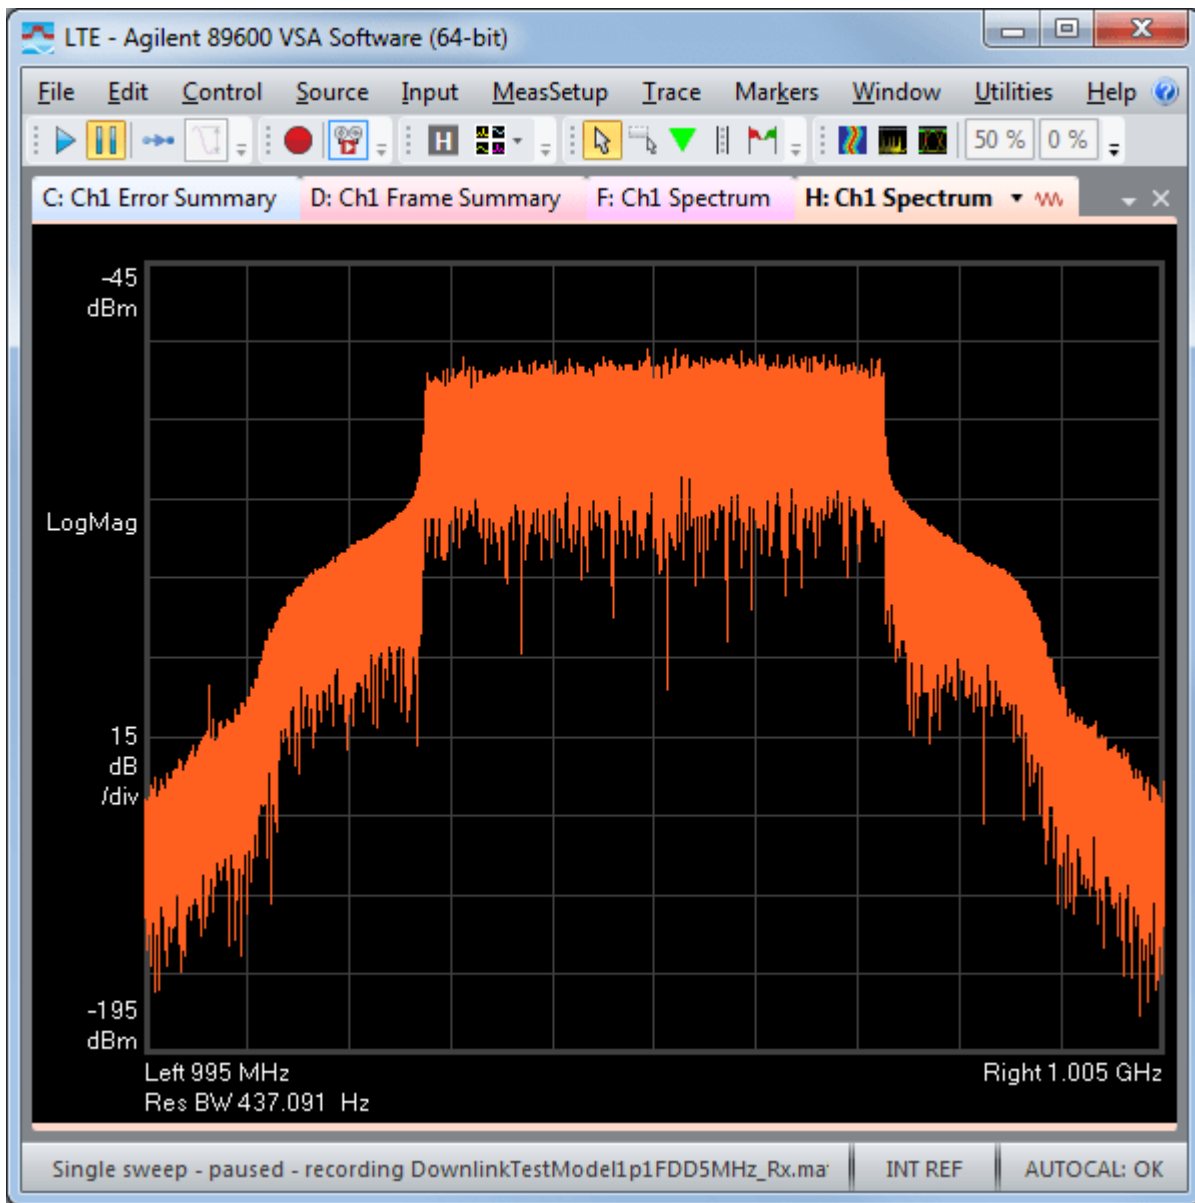 LTE - Agilent 89600 VSA Software (64-bit)
File Edit Control Source Input MeasSetup Trace Markers Window Utilities Help
H 50 % 0 %
C: Ch1 Error Summary D: Ch1 Frame Summary F: Ch1 Spectrum H: Ch1 Spectrum
-45
dBm
LogMag
15
dB
/div
-195
dBm
Left 995 MHz Right 1.005 GHz
Res BW 437.091 Hz
Single sweep - paused - recording DownlinkTestModel1p1FDD5MHz_Rx.ma INT REF AUTOCAL: OK